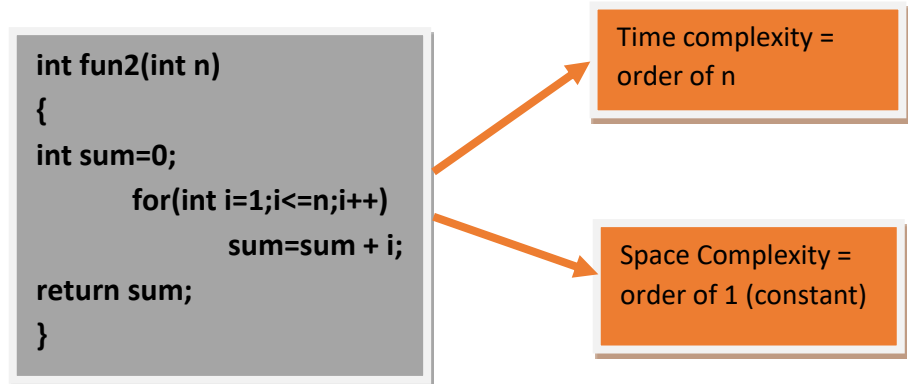 int fun2(int n)
{
int sum=0;
for(int i=1;i<=n;i++)
sum=sum + i;
return sum;
}
Time complexity =
order of n
Space Complexity =
order of 1 (constant)